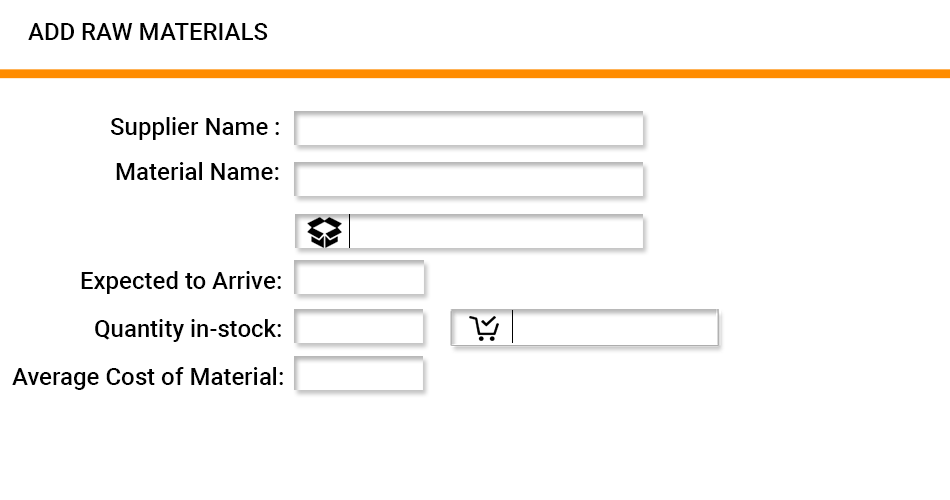 ADD RAW MATERIALS
Supplier Name :
Material Name:
Expected to Arrive:
Quantity in-stock:
Average Cost of Material: